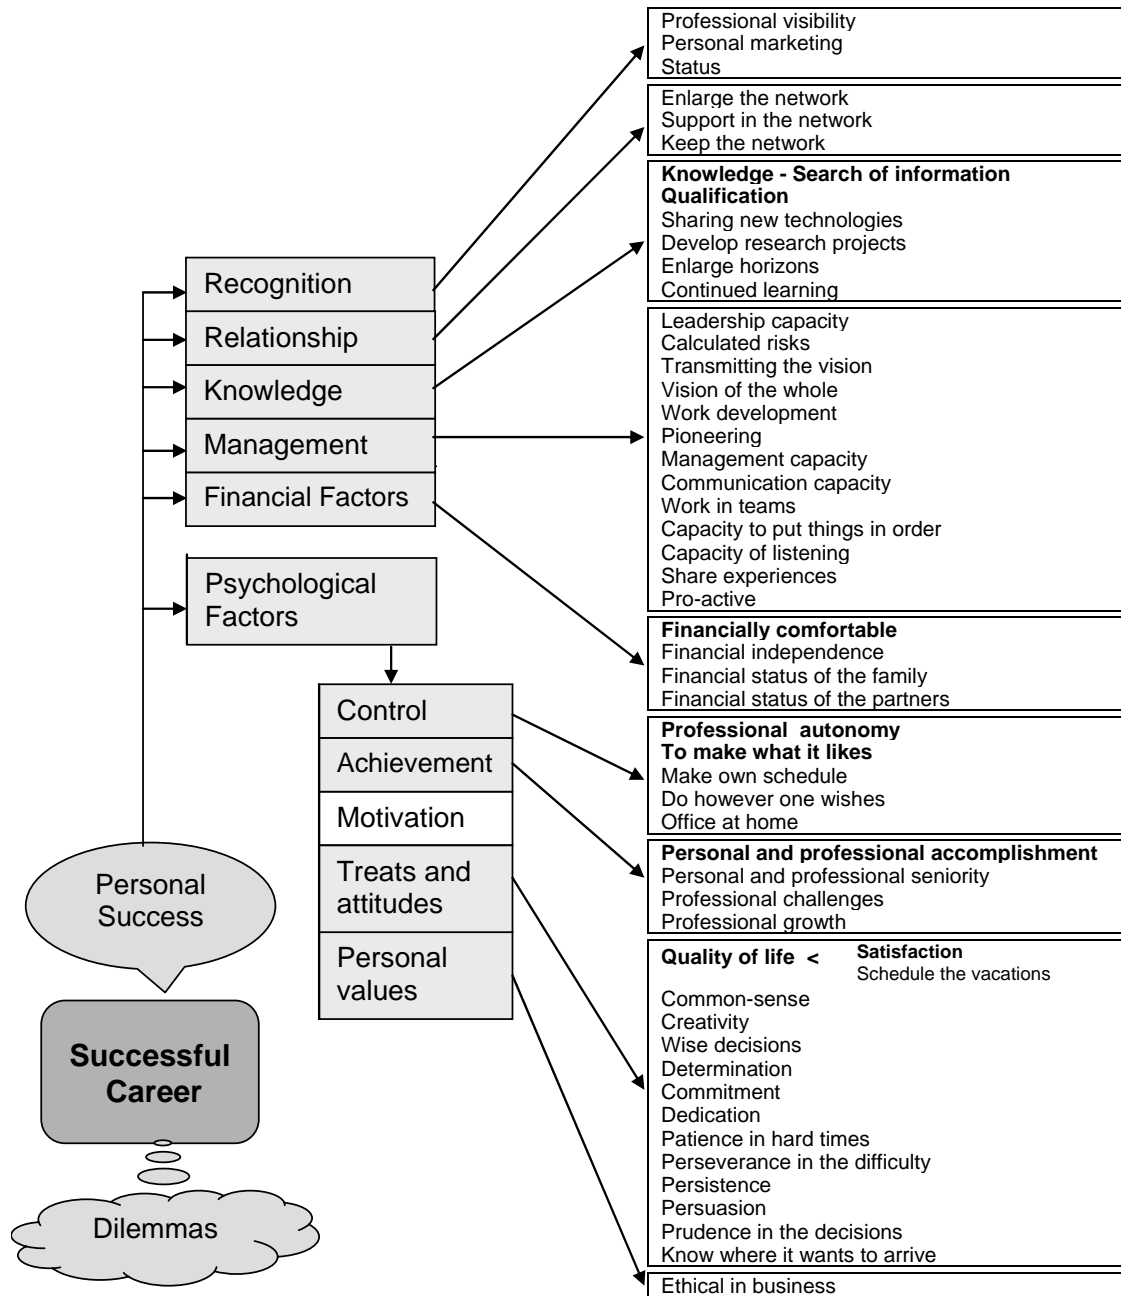 Professional visibility
Personal marketing
Status
Enlarge the network
Support in the network
Keep the network
Knowledge - Search of information
Qualification
Sharing new technologies
Develop research projects
Enlarge horizons
Continued learning
Recognition
Relationship
Knowledge
Management
Financial Factors
Psychological
Factors
Leadership capacity
Calculated risks
Transmitting the vision
Vision of the whole
Work development
Pioneering
Management capacity
Communication capacity
Work in teams
Capacity to put things in order
Capacity of listening
Share experiences
Pro-active
Financially comfortable
Financial independence
Financial status of the family
Financial status of the partners
Control
Achievement
Motivation
Treats and
attitudes
Personal
values
Professional autonomy
To make what it likes
Make own schedule
Do however one wishes
Office at home
Personal and professional accomplishment
Personal and professional seniority
Professional challenges
Professional growth
Quality of life < Satisfaction
Schedule the vacations
Common-sense
Creativity
Wise decisions
Determination
Commitment
Dedication
Patience in hard times
Perseverance in the difficulty
Persistence
Persuasion
Prudence in the decisions
Know where it wants to arrive
Ethical in business
Personal
Success
Successful
Career
Dilemmas